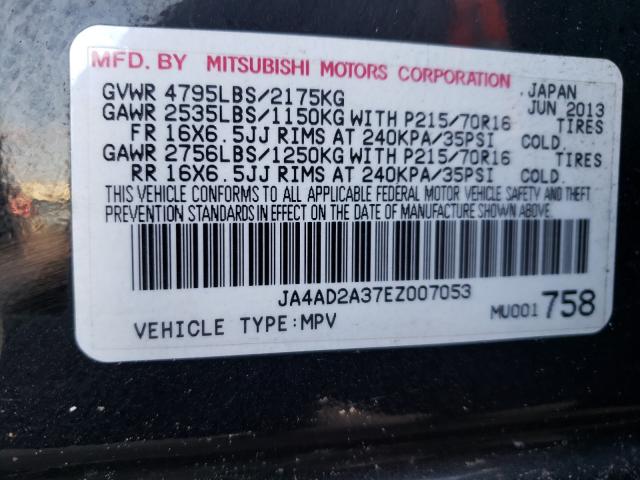 MFD. BY MITSUBISHI MOTORS CORPORATION
JAPAN
GVWR 4795LBS/2175KG JUN 2013
GAWR 2535LBS/1150KG WITH P215/70R16 TIRES
FR 16X6.5JJ RIMS AT 240KPA/35PSI COLD.
GAWR 2756LBS/1250KG WITH P215/70R16 TIRES
RR 16X6.5JJ RIMS AT 240KPA/35PSI COLD.
THIS VEHICLE CONFORMS TO ALL APPLICABLE FEDERAL MOTOR VEHICLE SAFETY AND THEFT
PREVENTION STANDARDS IN EFFECT ON THE DATE OF MANUFACTURE SHOWN ABOVE.
JA4AD2A37EZ007053
VEHICLE TYPE:MPV MU001 758